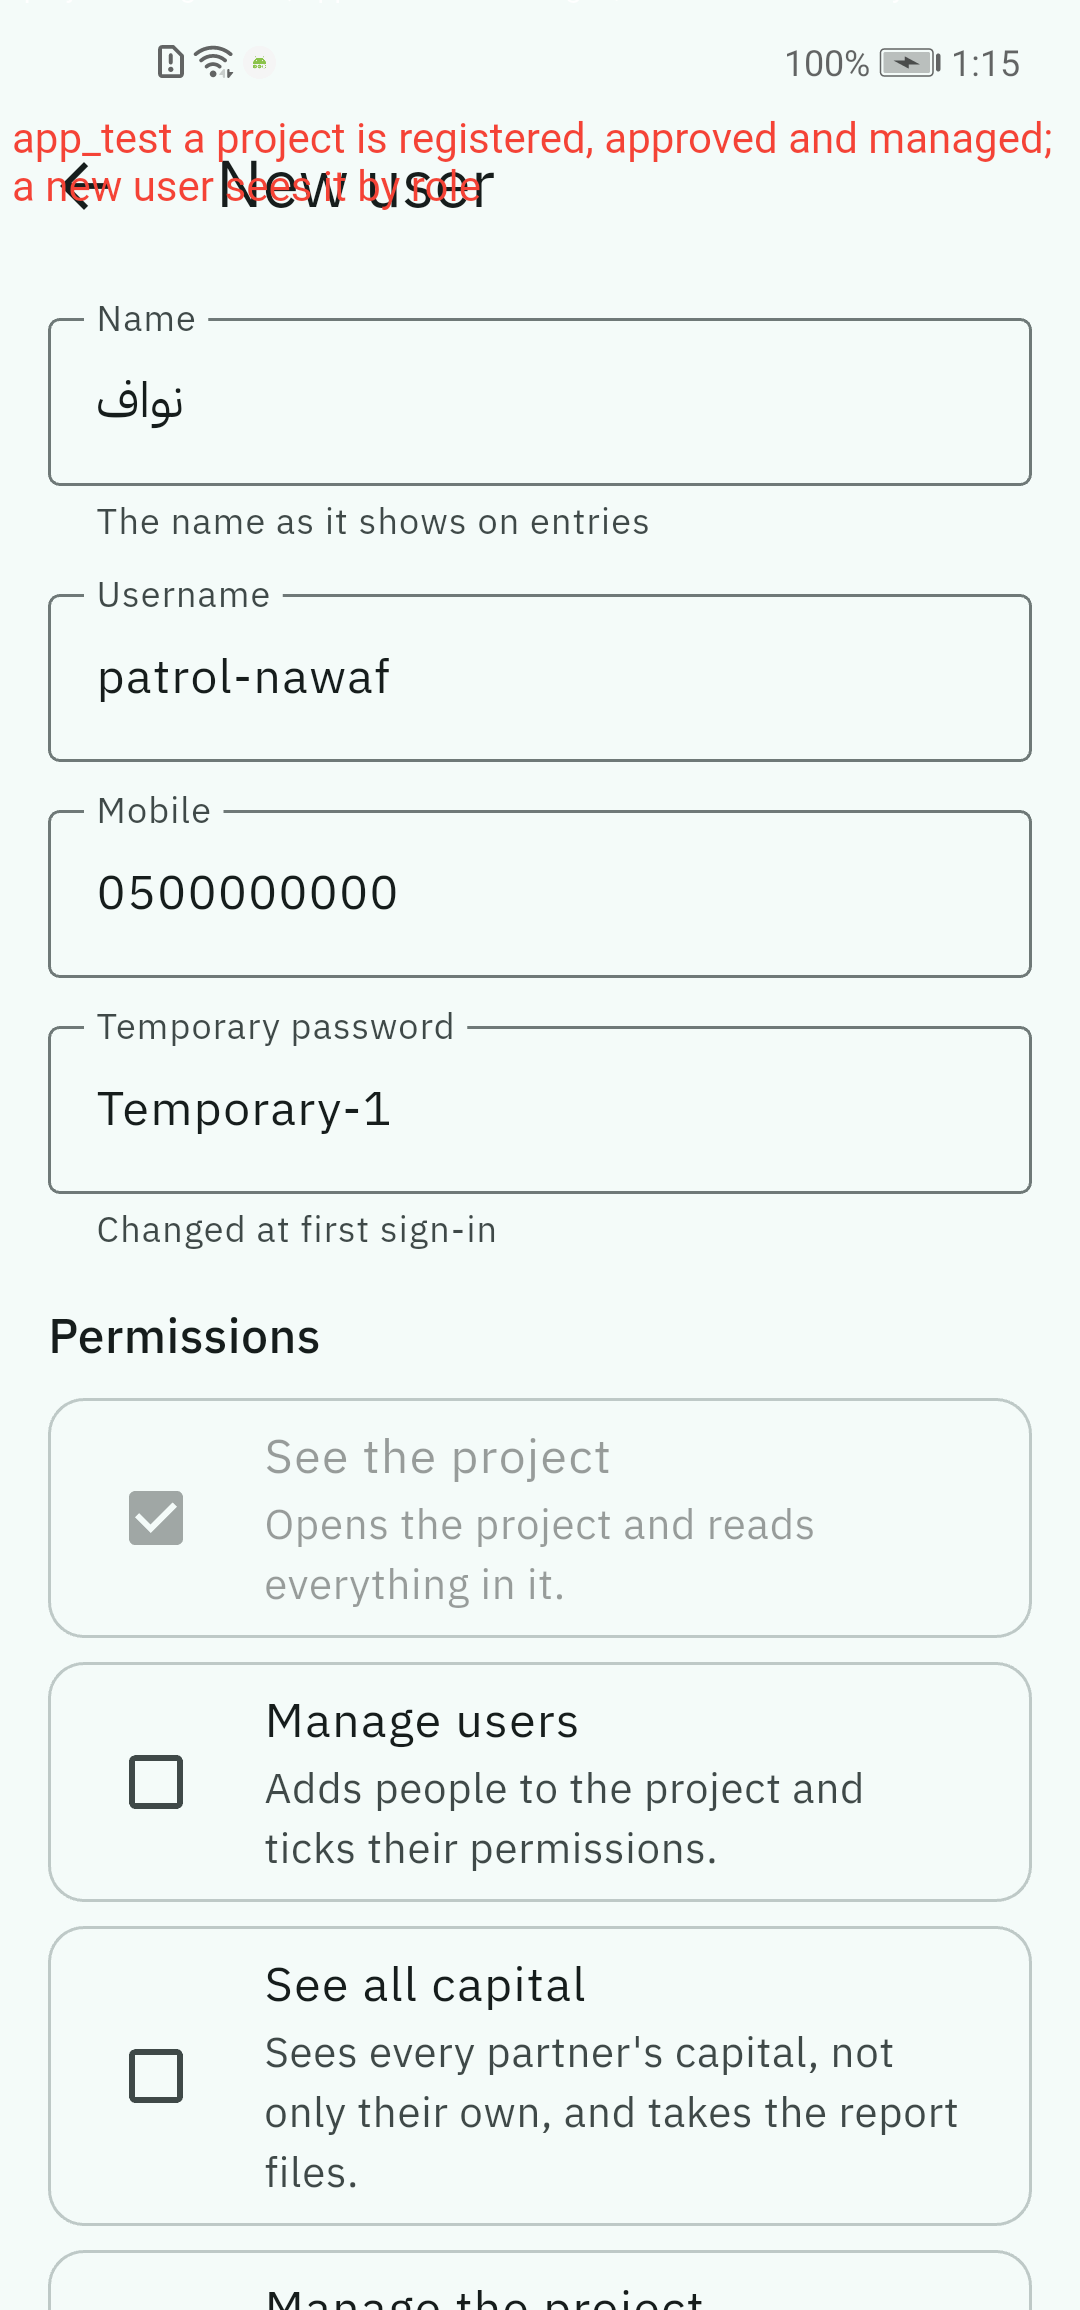 100% 1:15
app_test a project is registered, approved and managed;
a new user sees it by role
New user
Name
نواف
The name as it shows on entries
Username
patrol-nawaf
Mobile
0500000000
Temporary password
Temporary-1
Changed at first sign-in
Permissions
See the project
Opens the project and reads
everything in it.
Manage users
Adds people to the project and
ticks their permissions.
See all capital
Sees every partner's capital, not
only their own, and takes the report
files.
Manage the project